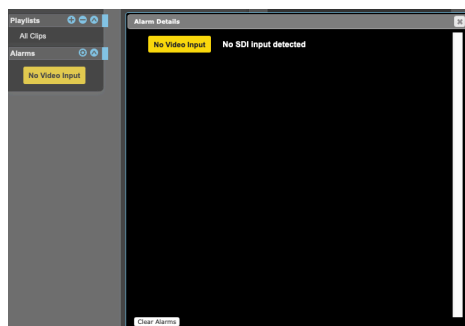 Playlists
All Clips
Alarms
No Video Input
Alarm Details
No Video Input No SDI input detected
Clear Alarms